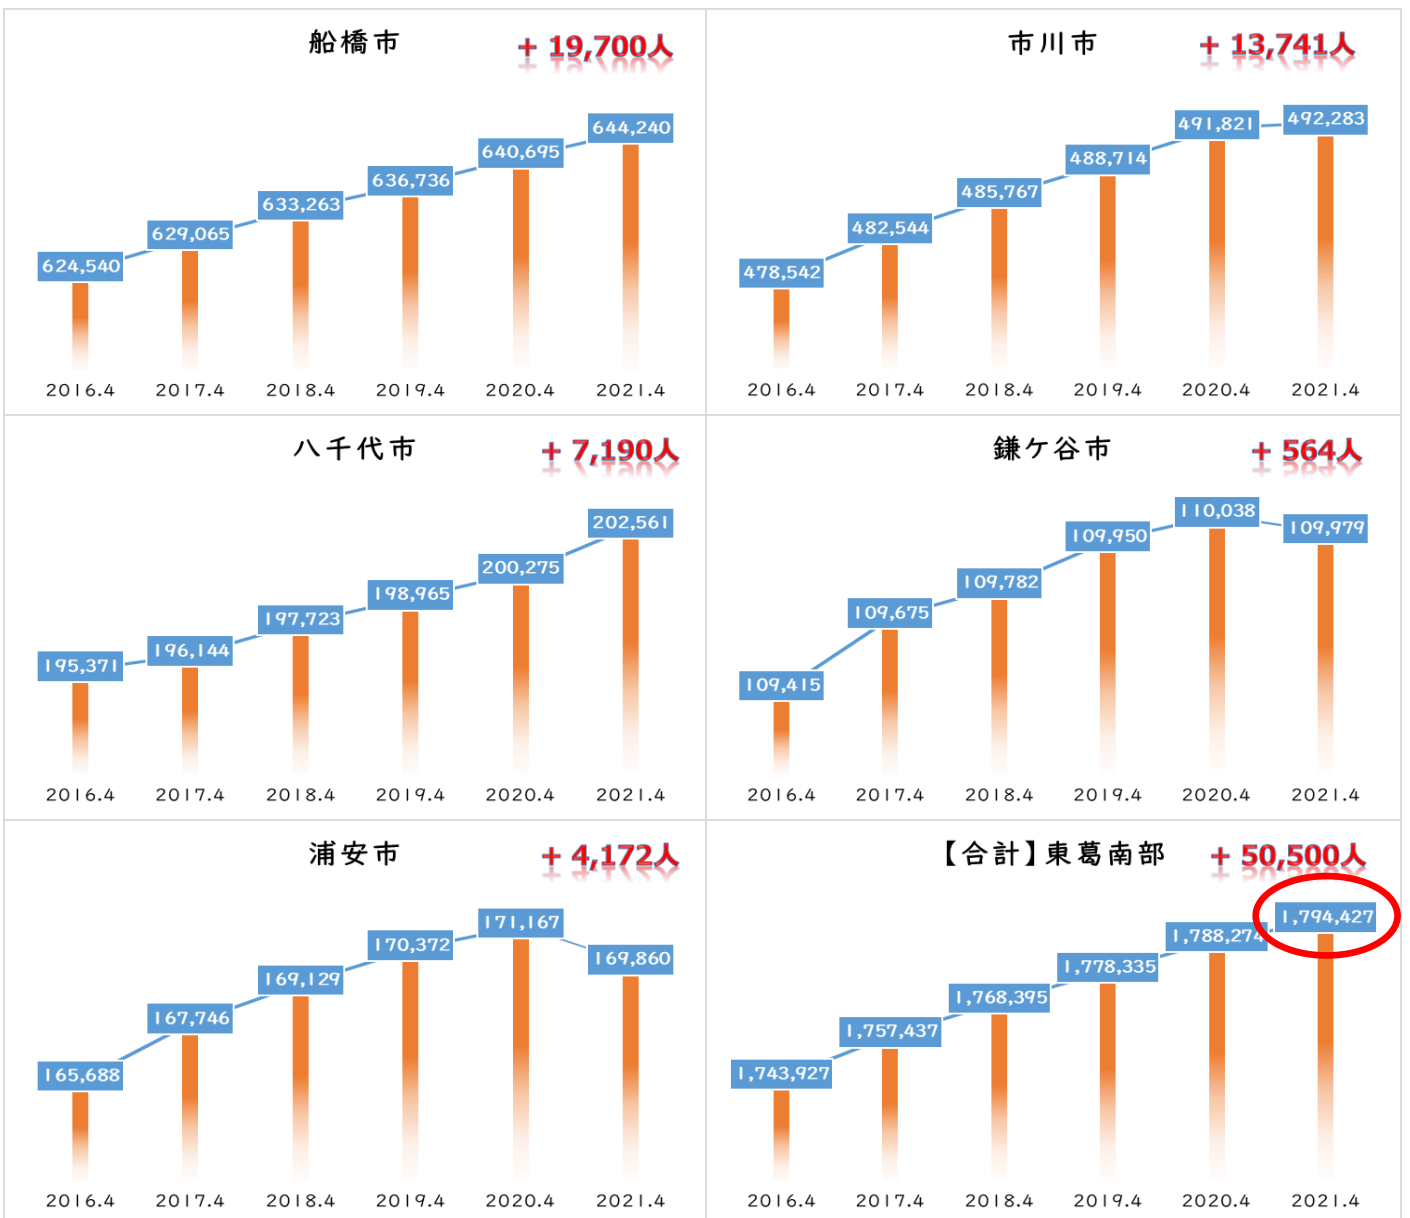 船橋市 + 19,700人
624,540 629,065 633,263 636,736 640,695 644,240
2016.4 2017.4 2018.4 2019.4 2020.4 2021.4
市川市 + 13,741人
478,542 482,544 485,767 488,714 491,821 492,283
2016.4 2017.4 2018.4 2019.4 2020.4 2021.4
八千代市 + 7,190人
195,371 196,144 197,723 198,965 200,275 202,561
2016.4 2017.4 2018.4 2019.4 2020.4 2021.4
鎌ケ谷市 + 564人
109,415 109,675 109,782 109,950 110,038 109,979
2016.4 2017.4 2018.4 2019.4 2020.4 2021.4
浦安市 + 4,172人
165,688 167,746 169,129 170,372 171,167 169,860
2016.4 2017.4 2018.4 2019.4 2020.4 2021.4
【合計】東葛南部 + 50,500人
1,743,927 1,757,437 1,768,395 1,778,335 1,788,274 1,794,427
2016.4 2017.4 2018.4 2019.4 2020.4 2021.4